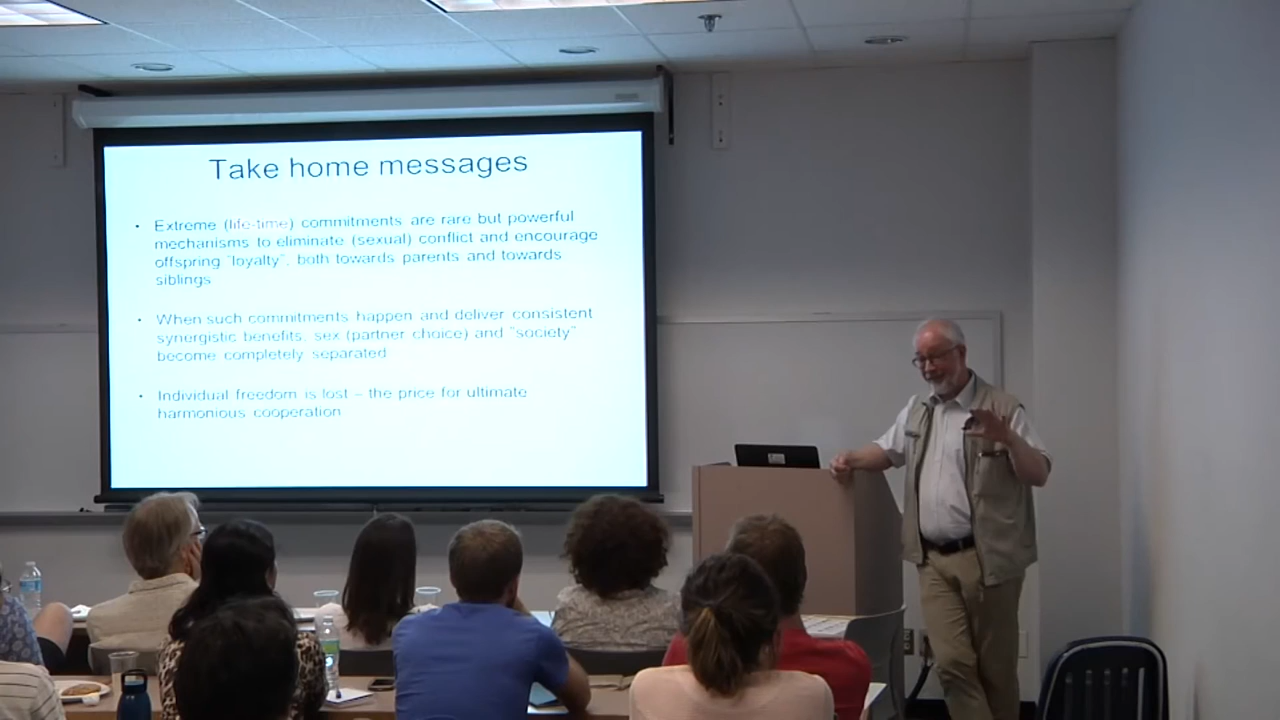 Take home messages
• Extreme (life-time) commitments are rare but powerful
mechanisms to eliminate (sexual) conflict and encourage
offspring "loyalty", both towards parents and towards
siblings
• When such commitments happen and deliver consistent
synergistic benefits, sex (partner choice) and "society"
become completely separated
• Individual freedom is lost – the price for ultimate
harmonious cooperation